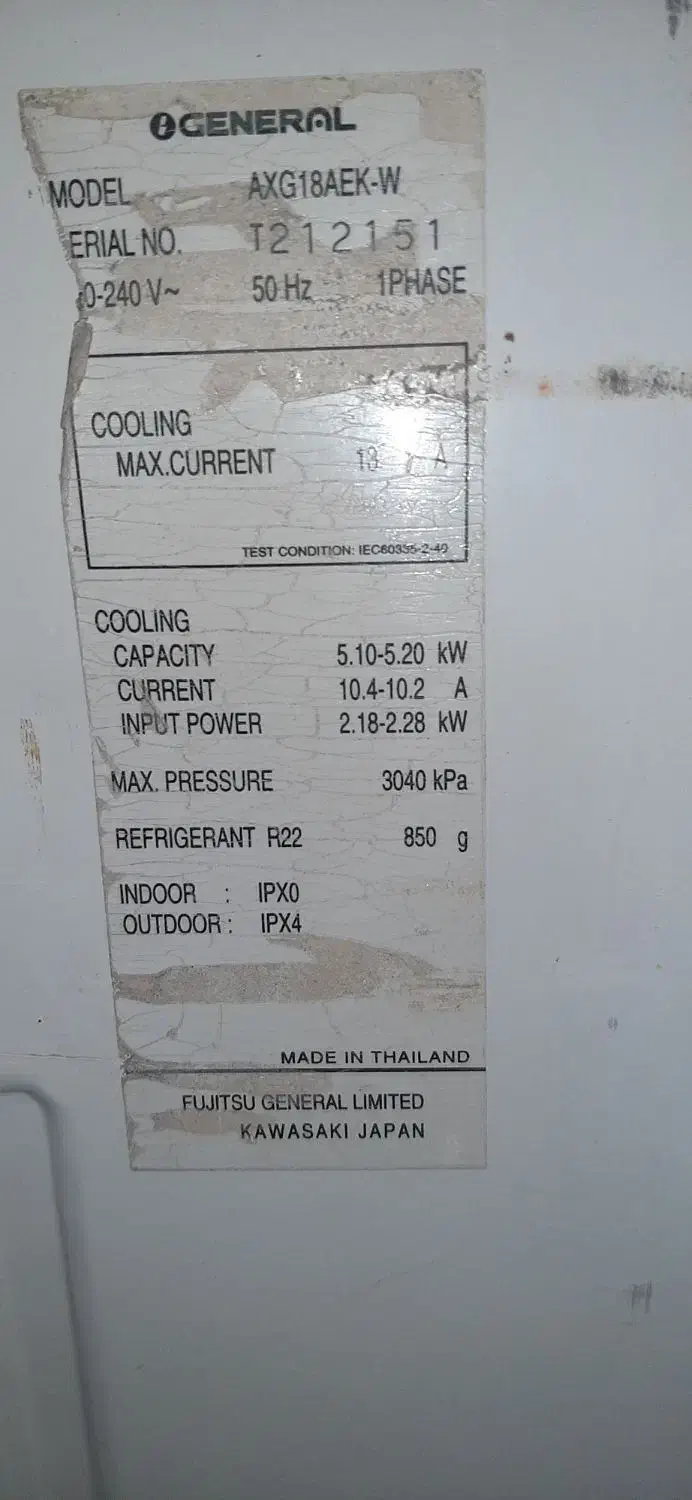 GENERAL
MODEL AXG18AEK-W
ERIAL NO. T212151
0-240 V~ 50 Hz 1PHASE
COOLING
MAX.CURRENT 13 A
TEST CONDITION: IEC60335-2-40
COOLING
CAPACITY 5.10-5.20 kW
CURRENT 10.4-10.2 A
INPUT POWER 2.18-2.28 kW
MAX. PRESSURE 3040 kPa
REFRIGERANT R22 850 g
INDOOR : IPX0
OUTDOOR : IPX4
MADE IN THAILAND
FUJITSU GENERAL LIMITED
KAWASAKI JAPAN